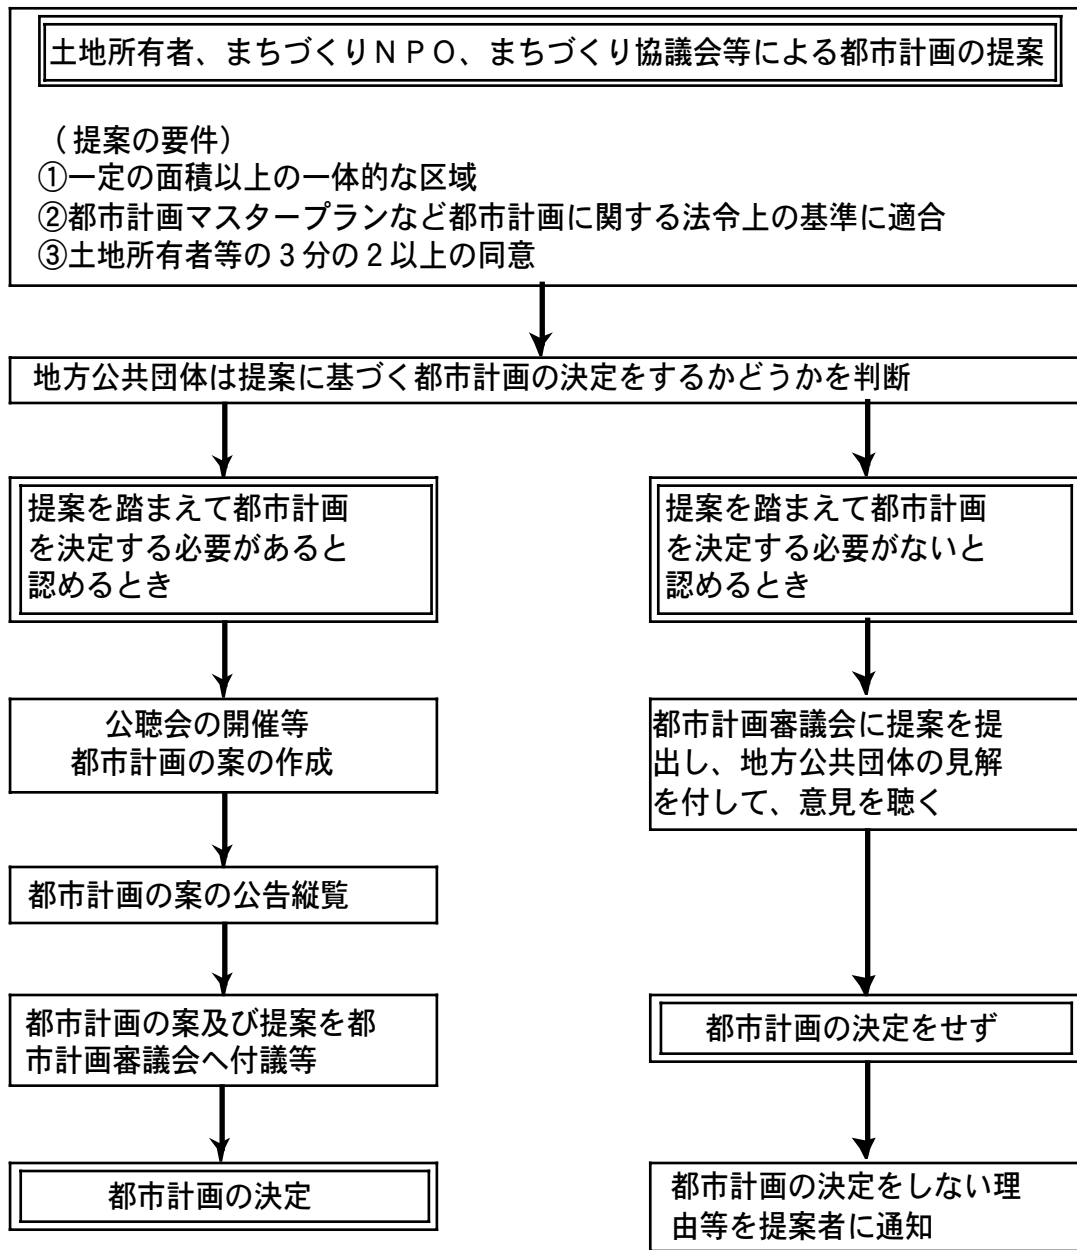 土地所有者、まちづくりＮＰＯ、まちづくり協議会等による都市計画の提案
（提案の要件）
①一定の面積以上の一体的な区域
②都市計画マスタープランなど都市計画に関する法令上の基準に適合
③土地所有者等の３分の２以上の同意
地方公共団体は提案に基づく都市計画の決定をするかどうかを判断
提案を踏まえて都市計画
を決定する必要があると
認めるとき
公聴会の開催等
都市計画の案の作成
都市計画の案の公告縦覧
都市計画の案及び提案を都
市計画審議会へ付議等
都市計画の決定
提案を踏まえて都市計画
を決定する必要がないと
認めるとき
都市計画審議会に提案を提
出し、地方公共団体の見解
を付して、意見を聴く
都市計画の決定をせず
都市計画の決定をしない理
由等を提案者に通知